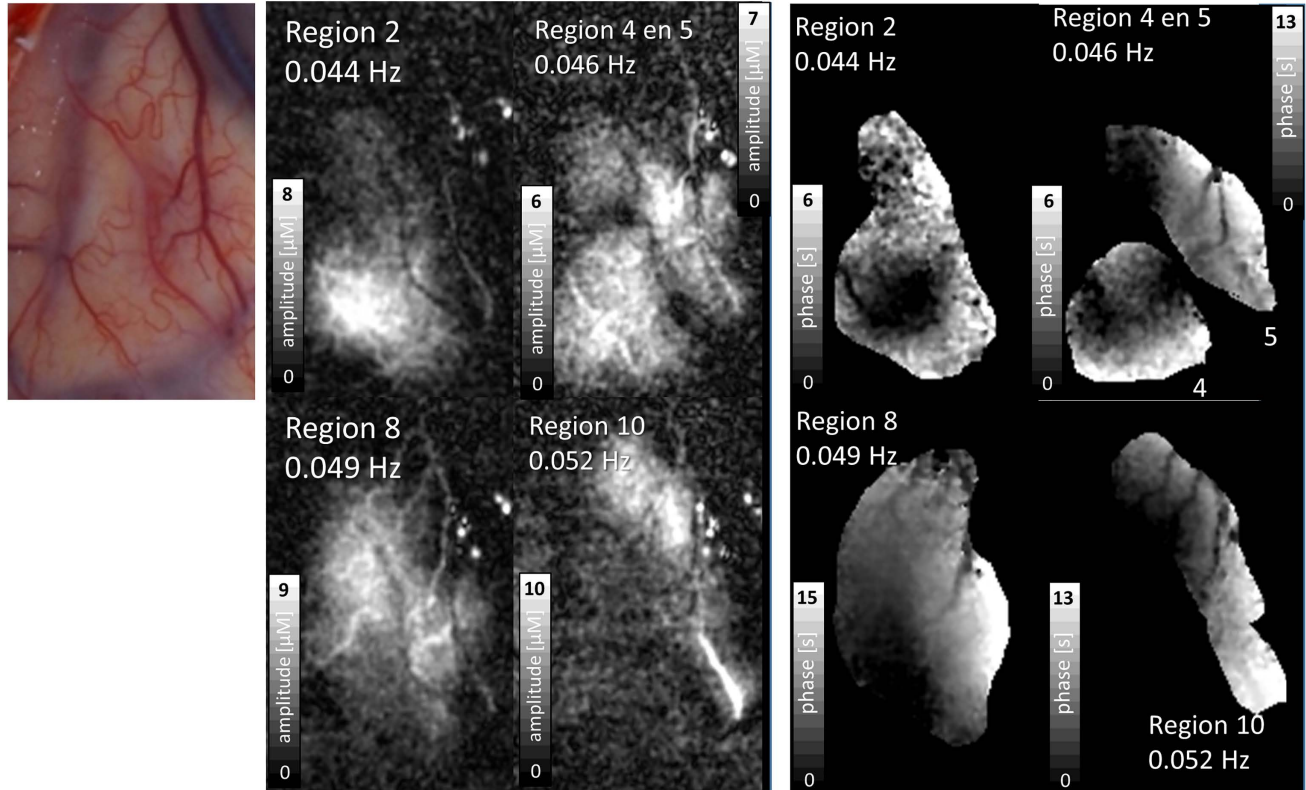 Region 2
0.044 Hz
8
amplitude [µM]
0
Region 4 en 5
0.046 Hz
7
amplitude [µM]
0
6
amplitude [µM]
0
Region 2
0.044 Hz
6
phase [s]
0
Region 4 en 5
0.046 Hz
13
phase [s]
0
6
phase [s]
0
5
4
Region 8
0.049 Hz
9
amplitude [µM]
0
Region 10
0.052 Hz
10
amplitude [µM]
0
Region 8
0.049 Hz
15
phase [s]
0
13
phase [s]
0
Region 10
0.052 Hz